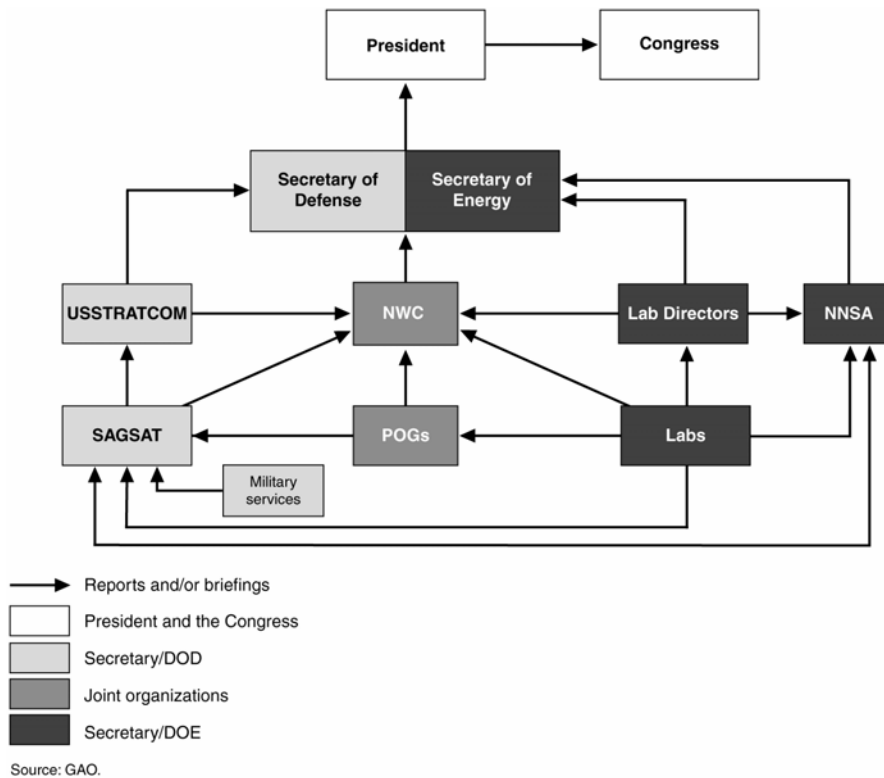 President
Congress
Secretary of
Defense
Secretary of
Energy
USSTRATCOM
NWC
Lab Directors
NNSA
SAGSAT
POGs
Labs
Military
services
Reports and/or briefings
President and the Congress
Secretary/DOD
Joint organizations
Secretary/DOE
Source: GAO.